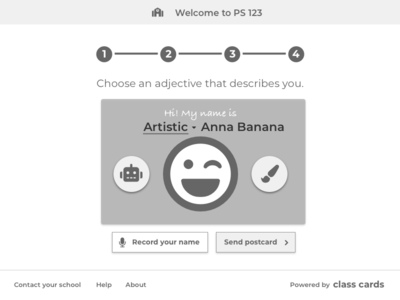 Welcome to PS 123
1 2 3 4
Choose an adjective that describes you.
Hi! My name is
Artistic - Anna Banana
Record your name
Send postcard
Contact your school Help About
Powered by class cards